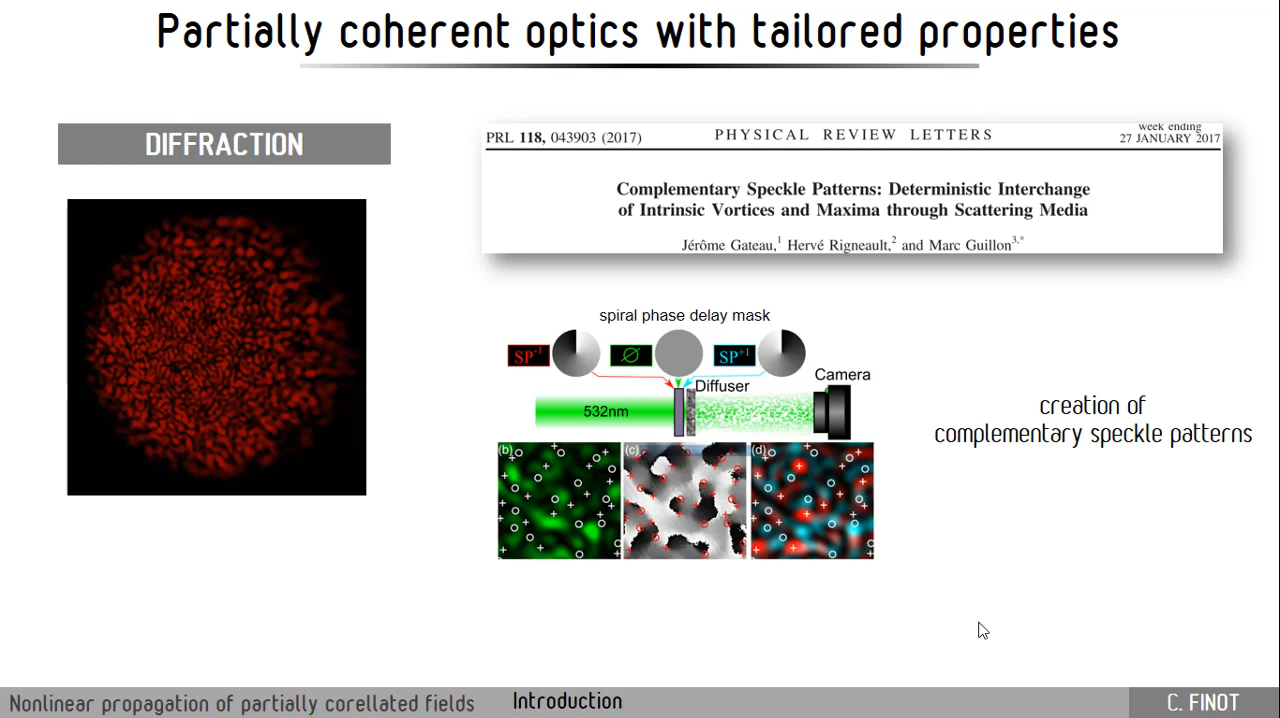 Partially coherent optics with tailored properties
DIFFRACTION
PRL 118, 043903 (2017)
PHYSICAL REVIEW LETTERS
week ending
27 JANUARY 2017
Complementary Speckle Patterns: Deterministic Interchange
of Intrinsic Vortices and Maxima through Scattering Media
Jérôme Gateau,1 Hervé Rigneault,2 and Marc Guillon3,*
spiral phase delay mask
SP-1
∅
SP+1
Diffuser
Camera
532nm
(b)
(c)
(d)
creation of
complementary speckle patterns
Nonlinear propagation of partially corellated fields
Introduction
C. FINOT